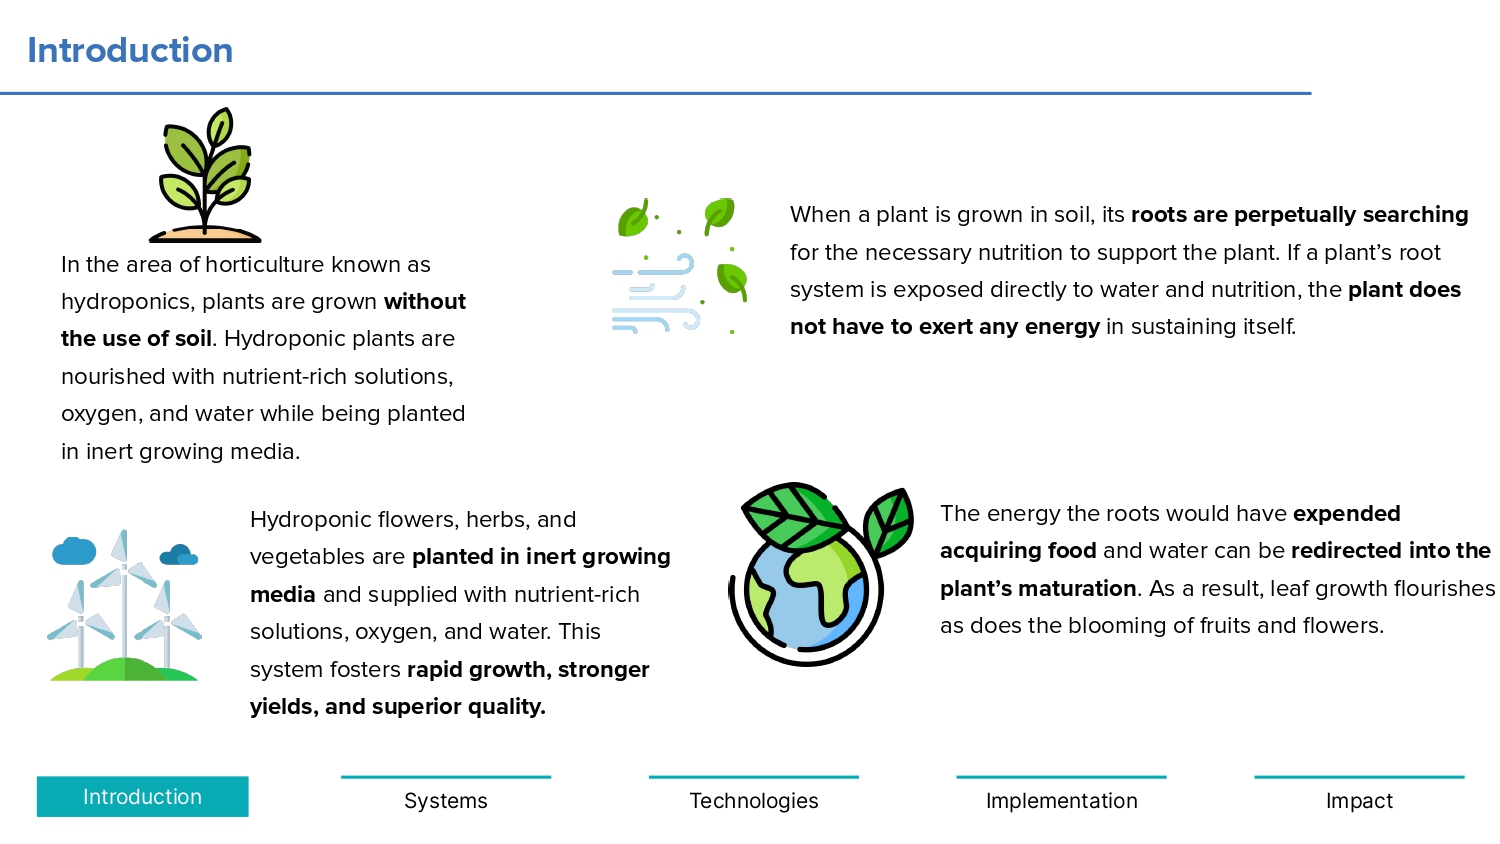 Introduction
In the area of horticulture known as
hydroponics, plants are grown without
the use of soil. Hydroponic plants are
nourished with nutrient-rich solutions,
oxygen, and water while being planted
in inert growing media.
When a plant is grown in soil, its roots are perpetually searching
for the necessary nutrition to support the plant. If a plant’s root
system is exposed directly to water and nutrition, the plant does
not have to exert any energy in sustaining itself.
Hydroponic flowers, herbs, and
vegetables are planted in inert growing
media and supplied with nutrient-rich
solutions, oxygen, and water. This
system fosters rapid growth, stronger
yields, and superior quality.
The energy the roots would have expended
acquiring food and water can be redirected into the
plant’s maturation. As a result, leaf growth flourishes
as does the blooming of fruits and flowers.
Introduction
Systems
Technologies
Implementation
Impact